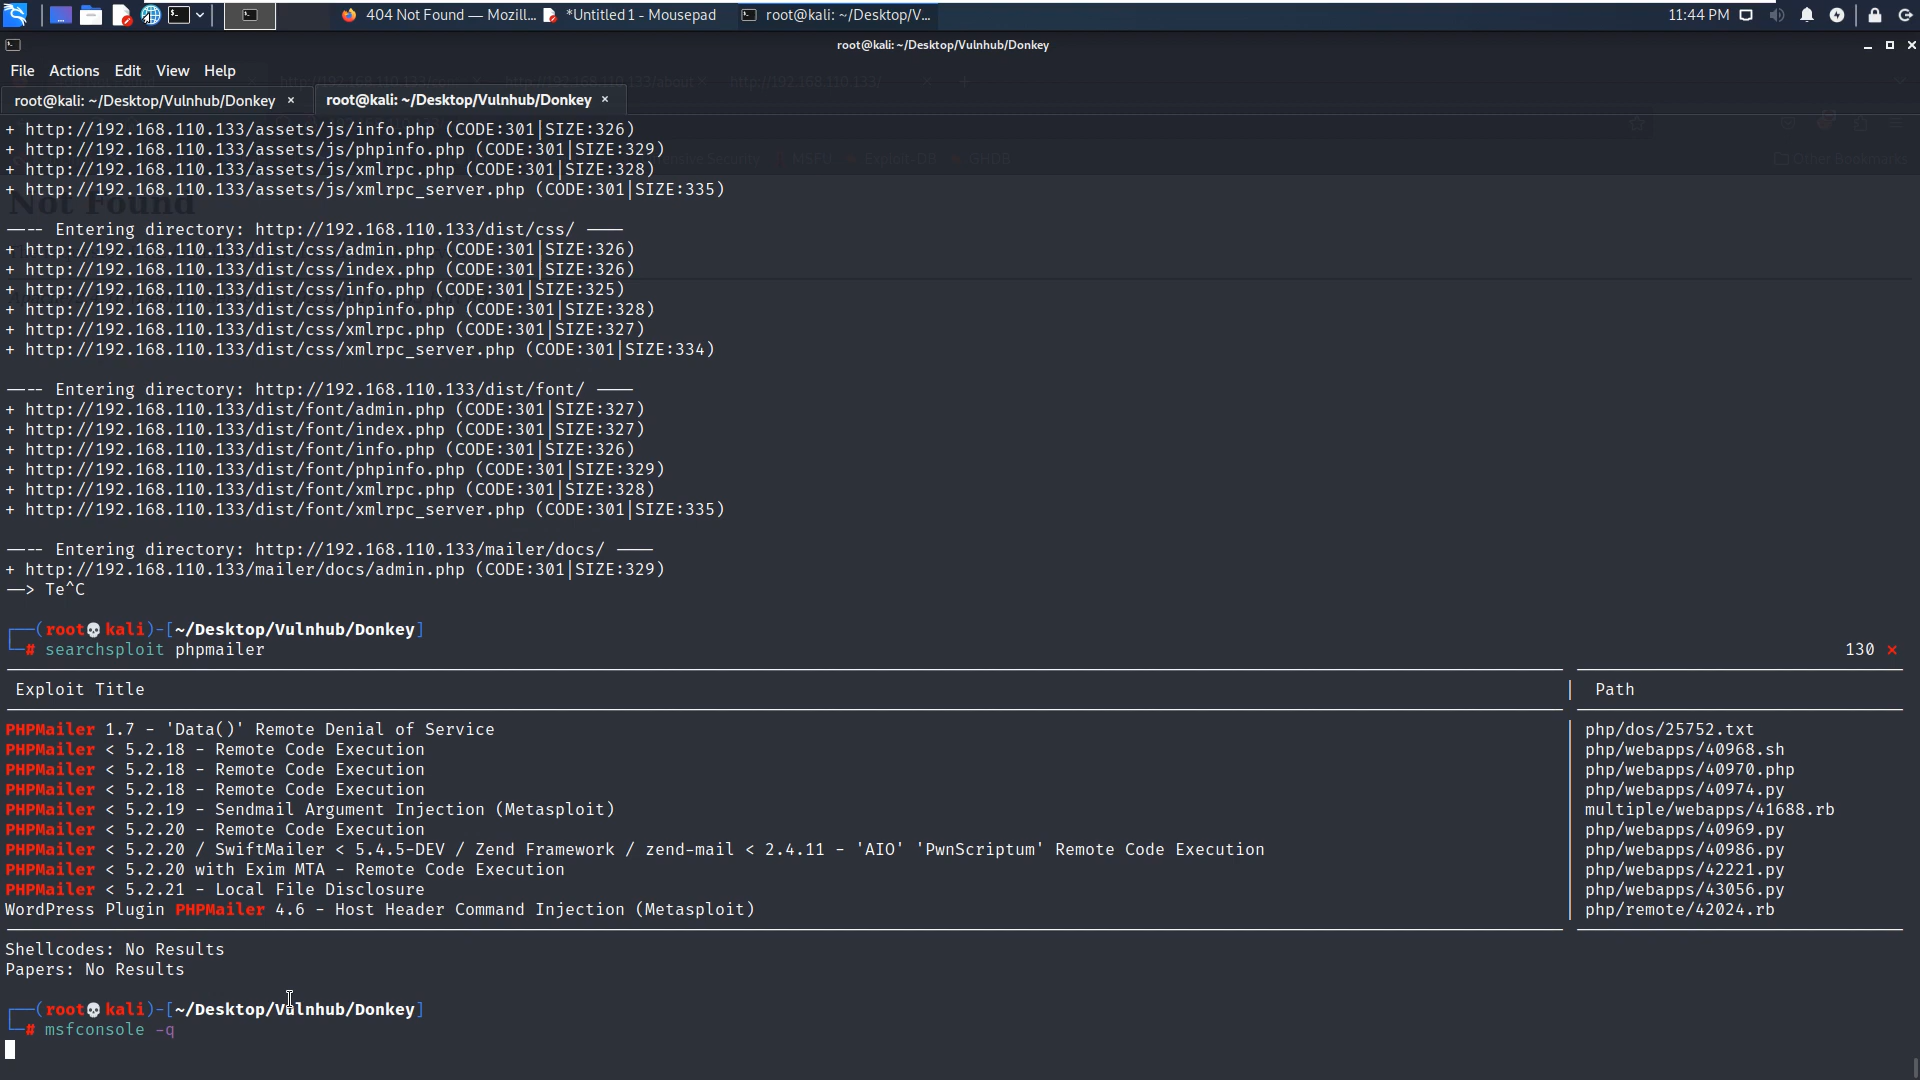 404 Not Found — Mozill...
*Untitled 1 - Mousepad
root@kali: ~/Desktop/V...
11:44 PM
root@kali: ~/Desktop/Vulnhub/Donkey
File Actions Edit View Help
root@kali: ~/Desktop/Vulnhub/Donkey ×
root@kali: ~/Desktop/Vulnhub/Donkey ×
+ http://192.168.110.133/assets/js/info.php (CODE:301|SIZE:326)
+ http://192.168.110.133/assets/js/phpinfo.php (CODE:301|SIZE:329)
+ http://192.168.110.133/assets/js/xmlrpc.php (CODE:301|SIZE:328)
+ http://192.168.110.133/assets/js/xmlrpc_server.php (CODE:301|SIZE:335)
Not Found
---- Entering directory: http://192.168.110.133/dist/css/ ----
+ http://192.168.110.133/dist/css/admin.php (CODE:301|SIZE:326)
+ http://192.168.110.133/dist/css/index.php (CODE:301|SIZE:326)
+ http://192.168.110.133/dist/css/info.php (CODE:301|SIZE:325)
+ http://192.168.110.133/dist/css/phpinfo.php (CODE:301|SIZE:328)
+ http://192.168.110.133/dist/css/xmlrpc.php (CODE:301|SIZE:327)
+ http://192.168.110.133/dist/css/xmlrpc_server.php (CODE:301|SIZE:334)
---- Entering directory: http://192.168.110.133/dist/font/ ----
+ http://192.168.110.133/dist/font/admin.php (CODE:301|SIZE:327)
+ http://192.168.110.133/dist/font/index.php (CODE:301|SIZE:327)
+ http://192.168.110.133/dist/font/info.php (CODE:301|SIZE:326)
+ http://192.168.110.133/dist/font/phpinfo.php (CODE:301|SIZE:329)
+ http://192.168.110.133/dist/font/xmlrpc.php (CODE:301|SIZE:328)
+ http://192.168.110.133/dist/font/xmlrpc_server.php (CODE:301|SIZE:335)
---- Entering directory: http://192.168.110.133/mailer/docs/ ----
+ http://192.168.110.133/mailer/docs/admin.php (CODE:301|SIZE:329)
--> Te^C
┌──(root💀kali)-[~/Desktop/Vulnhub/Donkey]
└─# searchsploit phpmailer 130 ⨯
Exploit Title | Path
PHPMailer 1.7 - 'Data()' Remote Denial of Service | php/dos/25752.txt
PHPMailer < 5.2.18 - Remote Code Execution | php/webapps/40968.sh
PHPMailer < 5.2.18 - Remote Code Execution | php/webapps/40970.php
PHPMailer < 5.2.18 - Remote Code Execution | php/webapps/40974.py
PHPMailer < 5.2.19 - Sendmail Argument Injection (Metasploit) | multiple/webapps/41688.rb
PHPMailer < 5.2.20 - Remote Code Execution | php/webapps/40969.py
PHPMailer < 5.2.20 / SwiftMailer < 5.4.5-DEV / Zend Framework / zend-mail < 2.4.11 - 'AIO' 'PwnScriptum' Remote Code Execution | php/webapps/40986.py
PHPMailer < 5.2.20 with Exim MTA - Remote Code Execution | php/webapps/42221.py
PHPMailer < 5.2.21 - Local File Disclosure | php/webapps/43056.py
WordPress Plugin PHPMailer 4.6 - Host Header Command Injection (Metasploit) | php/remote/42024.rb
Shellcodes: No Results
Papers: No Results
┌──(root💀kali)-[~/Desktop/Vulnhub/Donkey]
└─# msfconsole -q